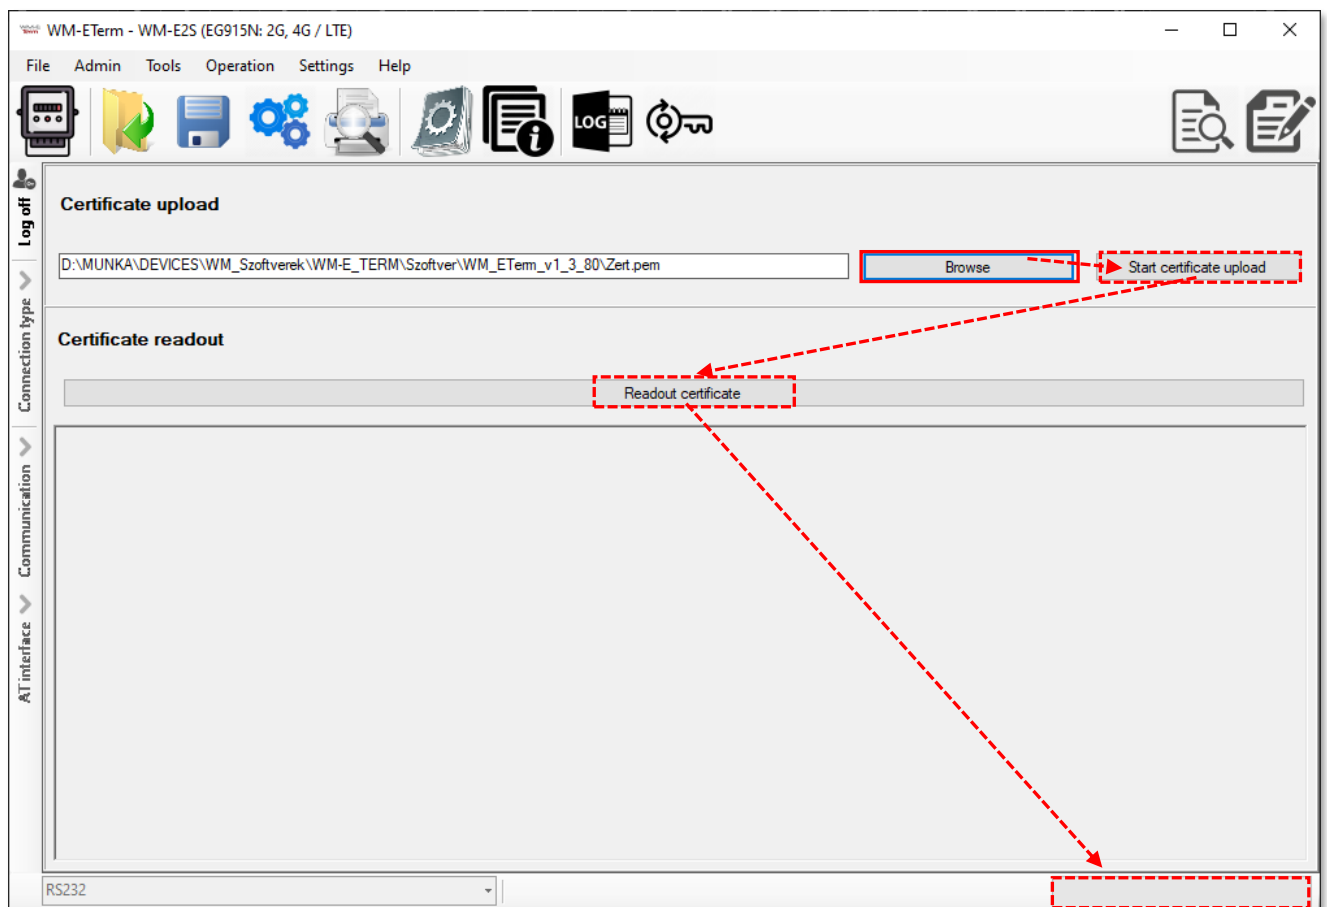 WM-ETerm - WM-E2S (EG915N: 2G, 4G / LTE)
File Admin Tools Operation Settings Help
LOG
Log off
Connection type
Communication
AT interface
Certificate upload
D:\MUNKA\DEVICES\WM_Szoftverek\WM-E_TERM\Szoftver\WM_ETerm_v1_3_80\Zert.pem
Browse
Start certificate upload
Certificate readout
Readout certificate
RS232